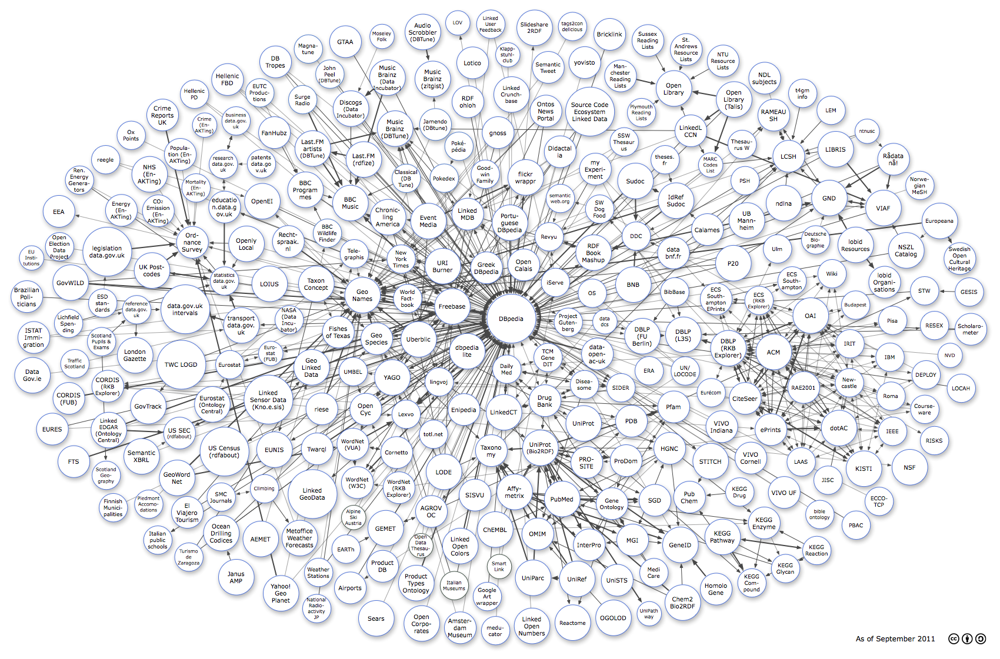 Audio
Scrobbler
(DBTune)
LOV
Linked
User
Feedback
Slideshare
2RDF
tags2con
delicious
Bricklink
Sussex
Reading
Lists
St.
Andrews
Resource
Lists
NTU
Resource
Lists
GTAA
Moseley
Folk
Magna-
tune
DB
Tropes
John
Peel
(DBTune)
Music
Brainz
(Data
Incubator)
Music
Brainz
(zitgist)
Lotico
Klapp-
stuhl-
club
Semantic
Tweet
yovisto
Man-
chester
Reading
Lists
Open
Library
NDL
subjects
t4gm
info
Hellenic
FBD
Hellenic
PD
EUTC
Produc-
tions
Surge
Radio
Discogs
(Data
Incubator)
RDF
ohloh
Linked
Crunch-
base
Ontos
News
Portal
Source Code
Ecosystem
Linked Data
Plymouth
Reading
Lists
Open
Library
(Talis)
RAMEAU
SH
LEM
Crime
Reports
UK
Crime
(En-
AKTing)
business
data.gov.
uk
FanHubz
Last.FM
artists
(DBTune)
Last.FM
(rdfize)
Music
Brainz
(DBTune)
Jamendo
(DBtune)
Poké-
pédia
gnoss
Didactal
ia
SSW
Thesaur
us
LinkedL
CCN
Thesau-
rus W
LCSH
LIBRIS
ntnusc
Rådata
nå!
Ox
Points
Popula-
tion (En-
AKTing)
reegle
research
data.gov.
uk
patents
data.go
v.uk
NHS
(En-
AKTing)
Ren.
Energy
Genera-
tors
Mortality
(En-
AKTing)
BBC
Program
mes
Classical
(DB
Tune)
Pokedex
Good-
win
Family
flickr
wrappr
my
Experi-
ment
Sudoc
theses.
fr
MARC
Codes
List
PSH
Norwe-
gian
MeSH
EEA
Energy
(En-
AKTing)
CO2
Emission
(En-
AKTing)
educatio
n.data.g
ov.uk
OpenEI
BBC
Music
Chronic-
ling
America
Event
Media
Linked
MDB
Portu-
guese
DBpedia
semantic
web.org
SW
Dog
Food
IdRef
Sudoc
ndlna
GND
VIAF
UB
Mann-
heim
Calames
Europeana
Open
Election
Data
Project
EU
Insti-
tutions
legislation
data.gov.uk
Ord-
nance
Survey
Openly
Local
Recht-
spraak.
nl
BBC
Wildlife
Finder
Tele-
graphis
New
York
Times
URI
Burner
Greek
DBpedia
Open
Calais
Revyu
RDF
Book
Mashup
DDC
data
bnf.fr
P20
Ulm
Deutsche
Bio-
graphie
lobid
Resources
NSZL
Catalog
Swedish
Open
Cultural
Heritage
UK Post-
codes
GovWILD
statistics
data.gov.
uk
LOIUS
Taxon
Concept
Geo
Names
World
Fact-
book
Freebase
iServe
OS
BNB
BibBase
ECS
South-
ampton
EPrints
ECS
(RKB
Explorer)
ECS
South-
ampton
Wiki
lobid
Organi-
sations
STW
GESIS
Brazilian
Poli-
ticians
ESD
stan-
dards
reference
data.gov.
uk
data.gov.uk
intervals
Lichfield
Spen-
ding
transport
data.gov.
uk
NASA
(Data
Incu-
bator)
Fishes
of Texas
Geo
Species
Uberblic
DBpedia
dbpedia
lite
Project
Guten-
berg
data
dcs
DBLP
(FU
Berlin)
DBLP
(L3S)
DBLP
(RKB
Explorer)
ACM
OAI
Budapest
Pisa
RESEX
Scholaro-
meter
ISTAT
Immi-
gration
Scotland
Pupils &
Exams
London
Gazette
Traffic
Scotland
TWC LOGD
Eurostat
Euro-
stat
(FUB)
Geo
Linked
Data
UMBEL
YAGO
lingvoj
Daily
Med
TCM
Gene
DIT
data-
open-
ac-uk
ERA
UN/
LOCODE
IRIT
IBM
NVD
DEPLOY
Data
Gov.ie
CORDIS
(RKB
Explorer)
CORDIS
(FUB)
GovTrack
Eurostat
(Ontology
Central)
Linked
Sensor Data
(Kno.e.sis)
riese
Open
Cyc
Lexvo
Enipedia
LinkedCT
Drug
Bank
Disea-
some
SIDER
Pfam
Eurécom
CiteSeer
RAE2001
New-
castle
Roma
LOCAH
Course-
ware
EURES
Linked
EDGAR
(Ontology
Central)
US SEC
(rdfabout)
Semantic
XBRL
FTS
US Census
(rdfabout)
EUNIS
Twarql
WordNet
(VUA)
totl.net
Cornetto
Taxono
my
UniProt
(Bio2RDF)
UniProt
PDB
VIVO
Indiana
ePrints
dotAC
IEEE
RISKS
Scotland
Geo-
graphy
GeoWord
Net
HGNC
PRO-
SITE
ProDom
STITCH
VIVO
Cornell
LAAS
KISTI
NSF
JISC
LODE
WordNet
(W3C)
WordNet
(RKB
Explorer)
SISVU
Affy-
metrix
PubMed
Gene
Ontology
SGD
Pub
Chem
KEGG
Drug
VIVO UF
ECCO-
TCP
Finnish
Munici-
palities
Piedmont
Accomo-
dations
El
Viajero
Tourism
SMC
Journals
Climbing
Linked
GeoData
Alpine
Ski
Austria
AGROV
OC
bible
ontology
PBAC
Italian
public
schools
Ocean
Drilling
Codices
AEMET
Metoffice
Weather
Forecasts
GEMET
Open
Data
Thesau-
rus
Linked
Open
Colors
ChEMBL
OMIM
InterPro
MGI
GeneID
KEGG
Pathway
KEGG
Enzyme
KEGG
Reaction
Turismo
de
Zaragoza
EARTh
Product
DB
Smart
Link
Medi
Care
KEGG
Glycan
KEGG
Com-
pound
Janus
AMP
Weather
Stations
Airports
Product
Types
Ontology
Italian
Museums
Google
Art
wrapper
UniParc
UniRef
UniSTS
Homolo
Gene
Yahoo!
Geo
Planet
National
Radio-
activity
JP
Chem2
Bio2RDF
UniPath
way
Sears
Open
Corpo-
rates
Amster-
dam
Museum
medu-
cator
Linked
Open
Numbers
Reactome
OGOLOD
As of September 2011
cc